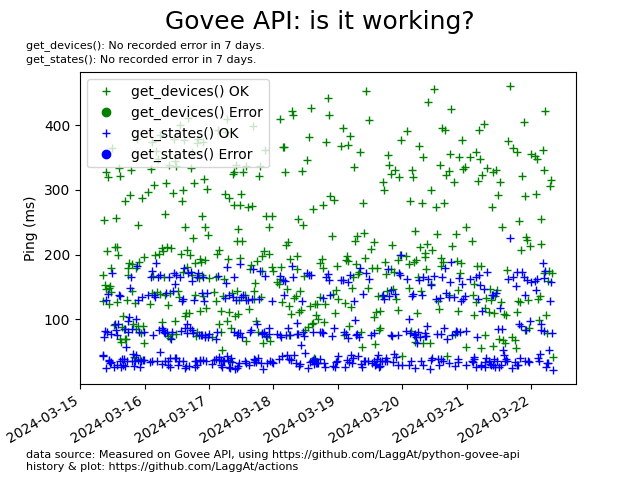 Govee API: is it working?
get_devices(): No recorded error in 7 days.
get_states(): No recorded error in 7 days.
get_devices() OK
get_devices() Error
get_states() OK
get_states() Error
400
300
200
100
Ping (ms)
2024-03-15
2024-03-16
2024-03-17
2024-03-18
2024-03-19
2024-03-20
2024-03-21
2024-03-22
data source: Measured on Govee API, using https://github.com/LaggAt/python-govee-api
history & plot: https://github.com/LaggAt/actions